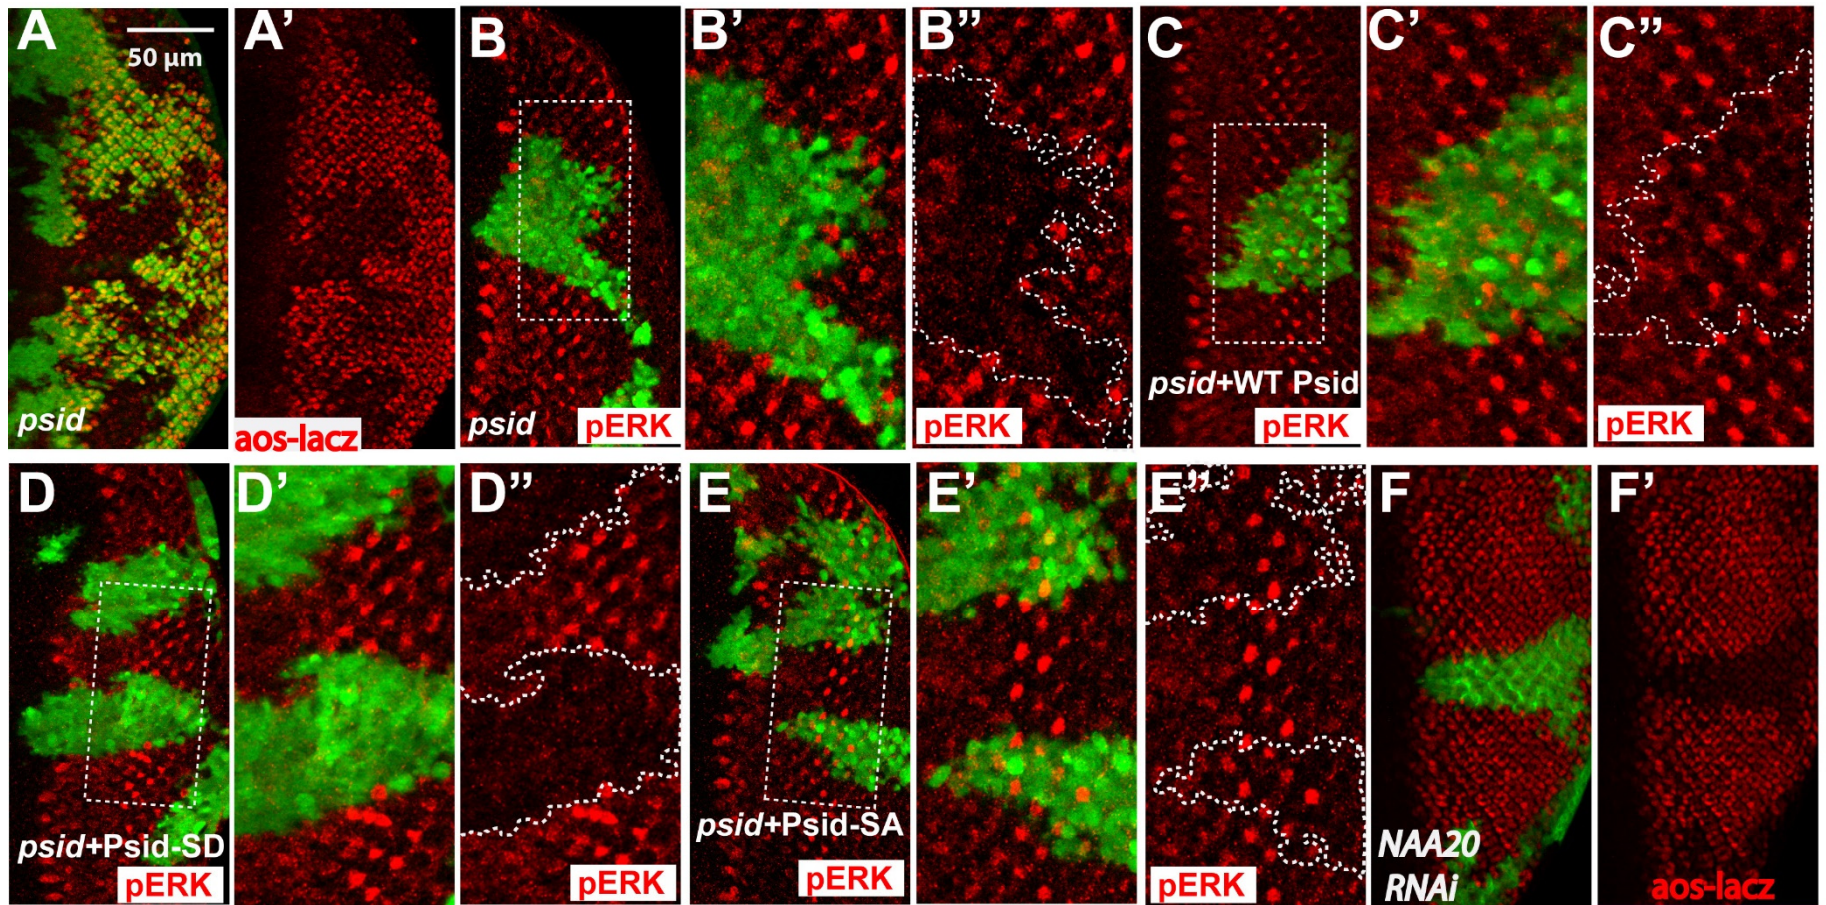 A
50 µm
psid
A’
aos-lacz
B
psid
pERK
B’
B”
pERK
C
psid+WT Psid
pERK
C’
C”
pERK
D
psid+Psid-SD
pERK
D’
D”
pERK
E
psid+Psid-SA
pERK
E’
E”
pERK
F
NAA20
RNAi
F’
aos-lacz